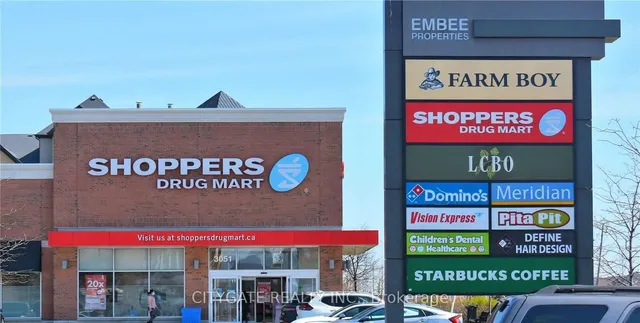 EMBEE
PROPERTIES
FARM BOY
SHOPPERS
DRUG MART
LCBO
Domino's
Meridian
Vision Express
Pita Pit
Children's Dental
Healthcare
DEFINE
HAIR DESIGN
STARBUCKS COFFEE
SHOPPERS
DRUG MART
Visit us at shoppersdrugmart.ca
3051
20x
CITYGATE REALTY INC., Brokerage